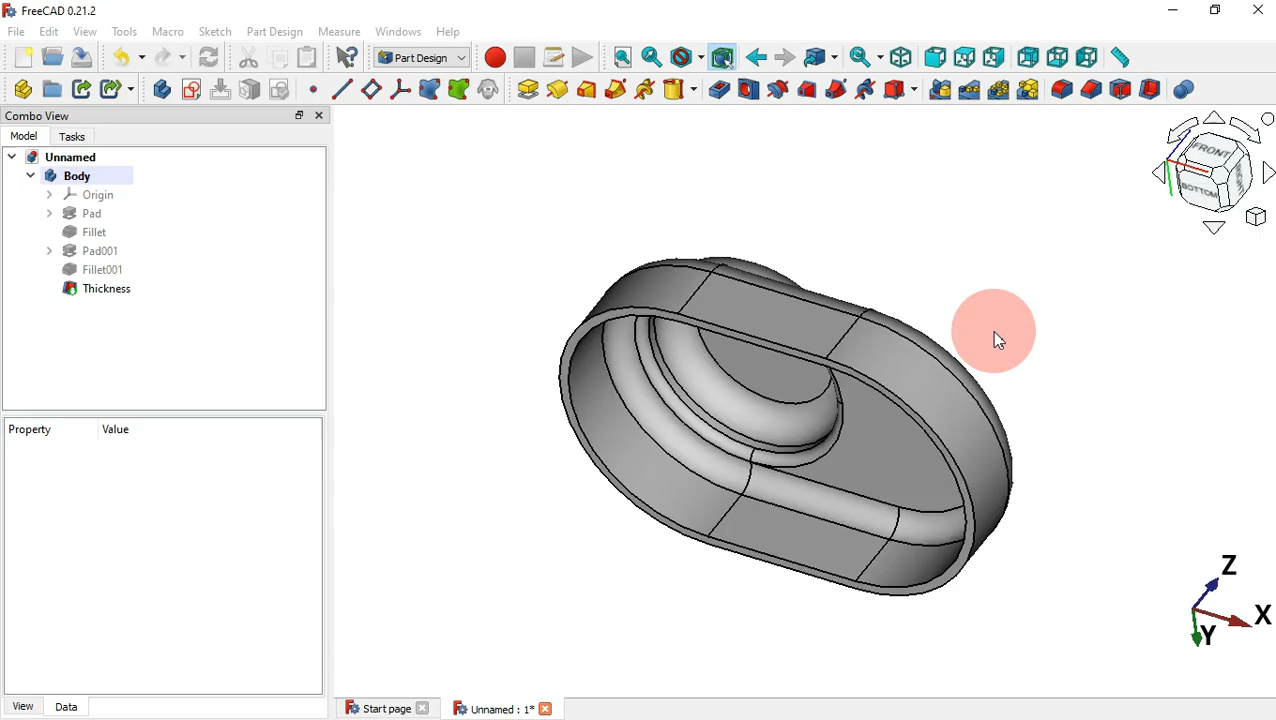 FreeCAD 0.21.2
File Edit View Tools Macro Sketch Part Design Measure Windows Help
Part Design
Combo View
Model Tasks
Unnamed
Body
Origin
Pad
Fillet
Pad001
Fillet001
Thickness
Property Value
View Data
FRONT
BOTTOM
Z
X
Y
Start page Unnamed : 1*